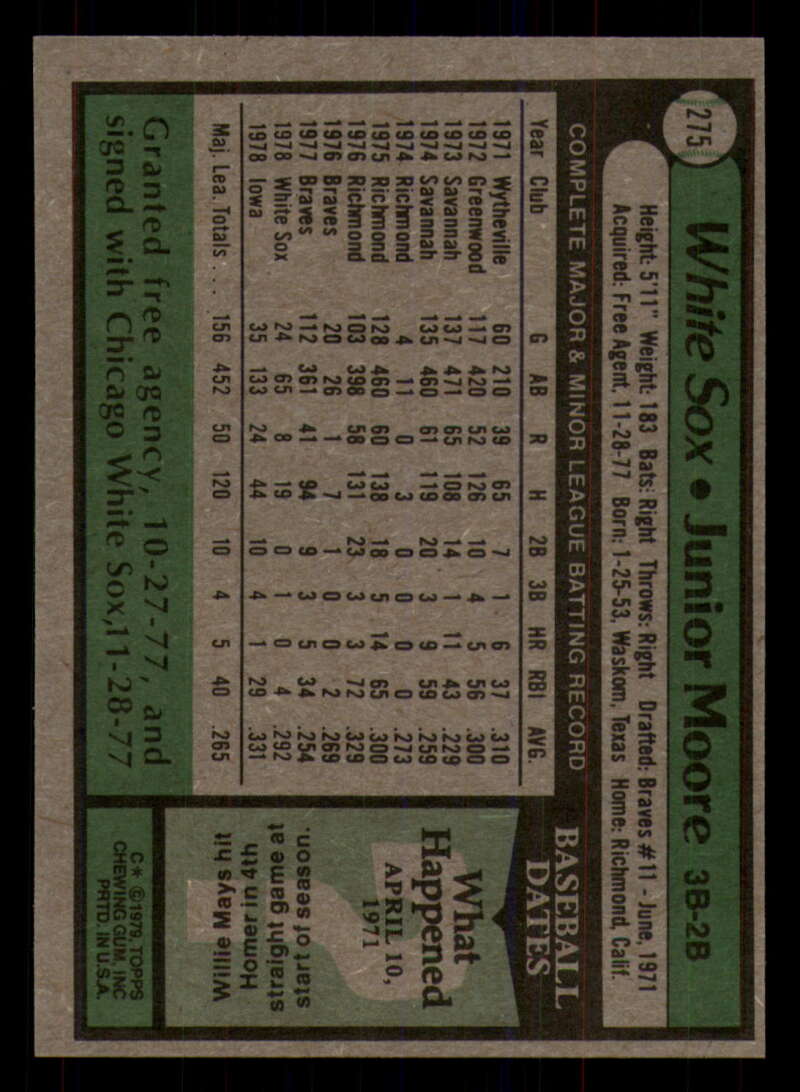 275
White Sox • Junior Moore 3B-2B
Height: 5'11" Weight: 183 Bats: Right Throws: Right Drafted: Braves #11 - June, 1971
Acquired: Free Agent, 11-28-77 Born: 1-25-53, Waskom, Texas Home: Richmond, Calif.
COMPLETE MAJOR & MINOR LEAGUE BATTING RECORD
Year Club G AB R H 2B 3B HR RBI AVG.
1971 Wytheville 60 210 39 65 7 1 6 37 .310
1972 Greenwood 117 420 52 126 10 4 5 56 .300
1973 Savannah 137 471 65 108 14 1 11 43 .229
1974 Savannah 135 460 61 119 20 3 9 59 .259
1974 Richmond 4 11 0 3 0 0 0 0 .273
1975 Richmond 128 460 60 138 18 5 14 65 .300
1976 Richmond 103 398 58 131 23 3 3 72 .329
1976 Braves 20 26 1 7 1 0 0 2 .269
1977 Braves 112 361 41 94 9 3 5 34 .254
1978 White Sox 24 65 8 19 0 1 0 4 .292
1978 Iowa 35 133 24 44 10 4 1 29 .331
Maj. Lea. Totals . . . 156 452 50 120 10 4 5 40 .265
Granted free agency, 10-27-77, and
signed with Chicago White Sox,11-28-77
BASEBALL
DATES
What
Happened
APRIL 10,
1971
Willie Mays hit
Homer in 4th
straight game at
start of season.
C* ©1979, TOPPS
CHEWING GUM, INC
PRTD. IN U.S.A.